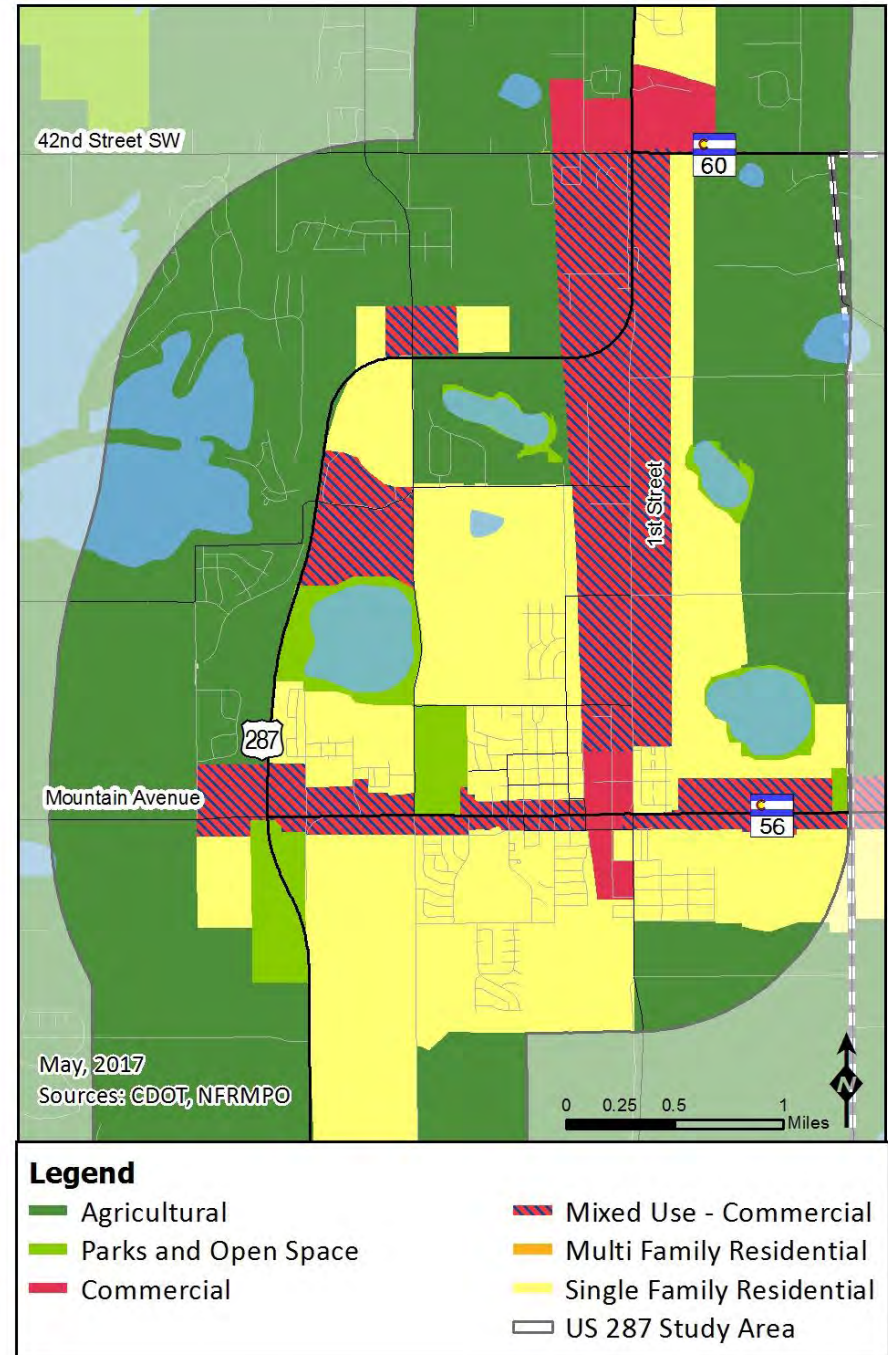 42nd Street SW
60
1st Street
287
Mountain Avenue
56
May, 2017
Sources: CDOT, NFRMPO
0 0.25 0.5 1
Miles
N
Legend
Agricultural
Parks and Open Space
Commercial
Mixed Use - Commercial
Multi Family Residential
Single Family Residential
US 287 Study Area